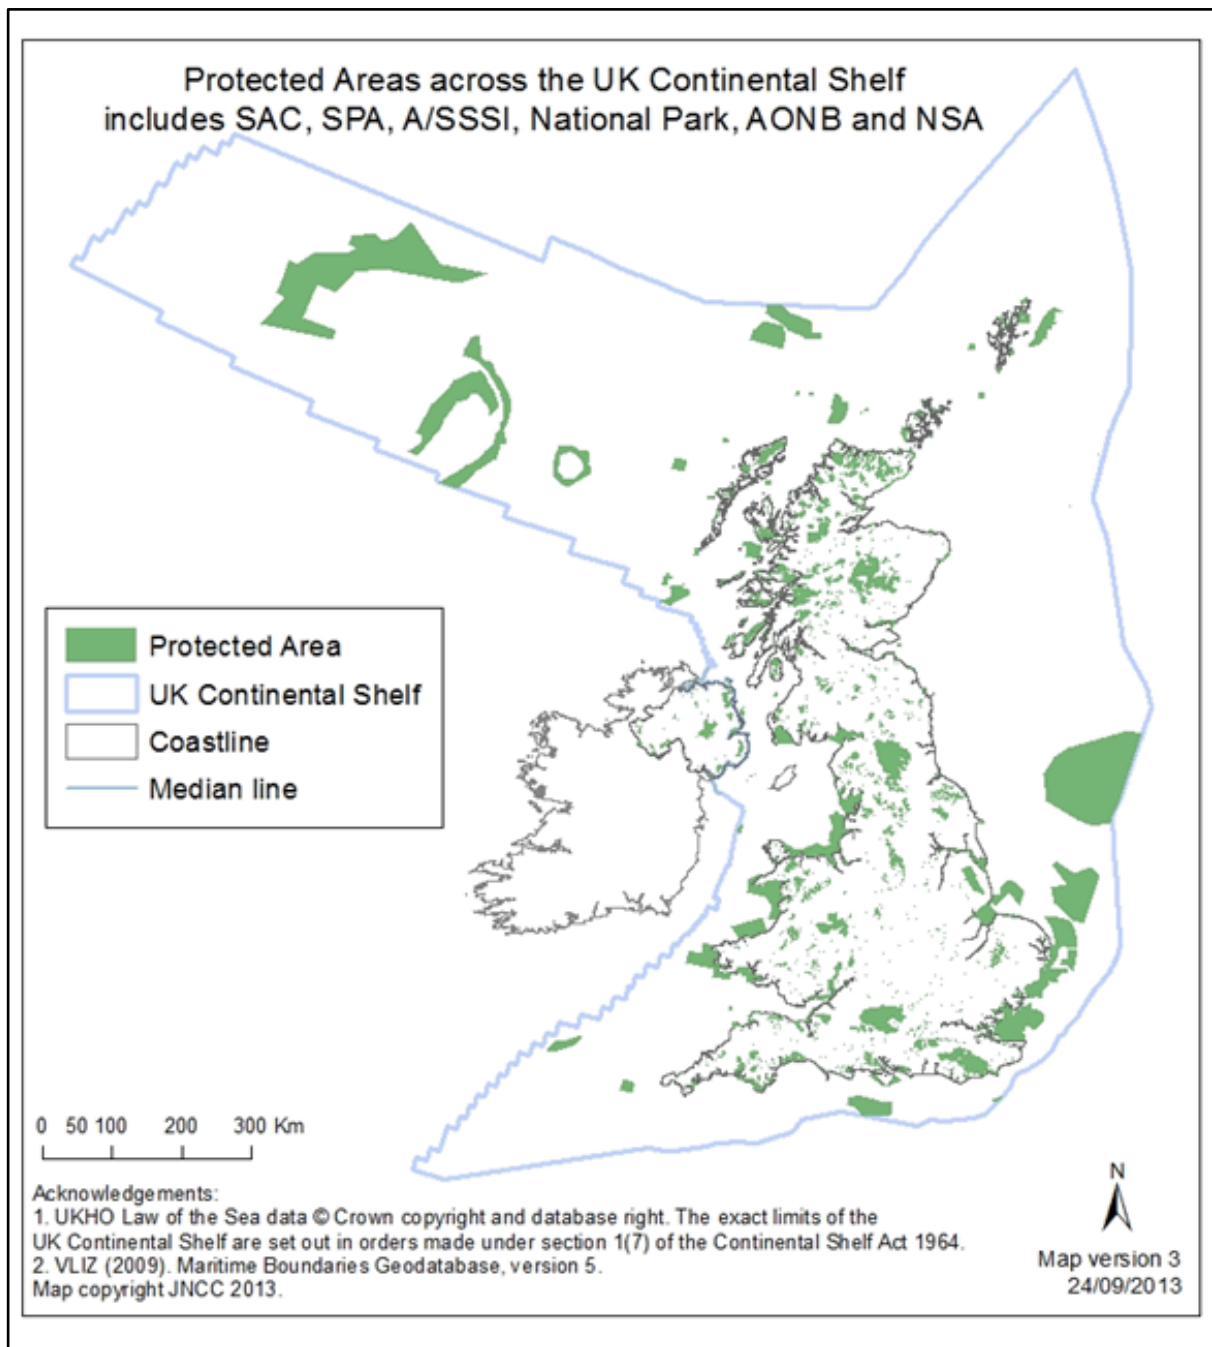 Protected Areas across the UK Continental Shelf
includes SAC, SPA, A/SSSI, National Park, AONB and NSA
Protected Area
UK Continental Shelf
Coastline
Median line
0 50 100 200 300 Km
Acknowledgements:
1. UKHO Law of the Sea data © Crown copyright and database right. The exact limits of the
UK Continental Shelf are set out in orders made under section 1(7) of the Continental Shelf Act 1964.
2. VLIZ (2009). Maritime Boundaries Geodatabase, version 5.
Map copyright JNCC 2013.
N
Map version 3
24/09/2013